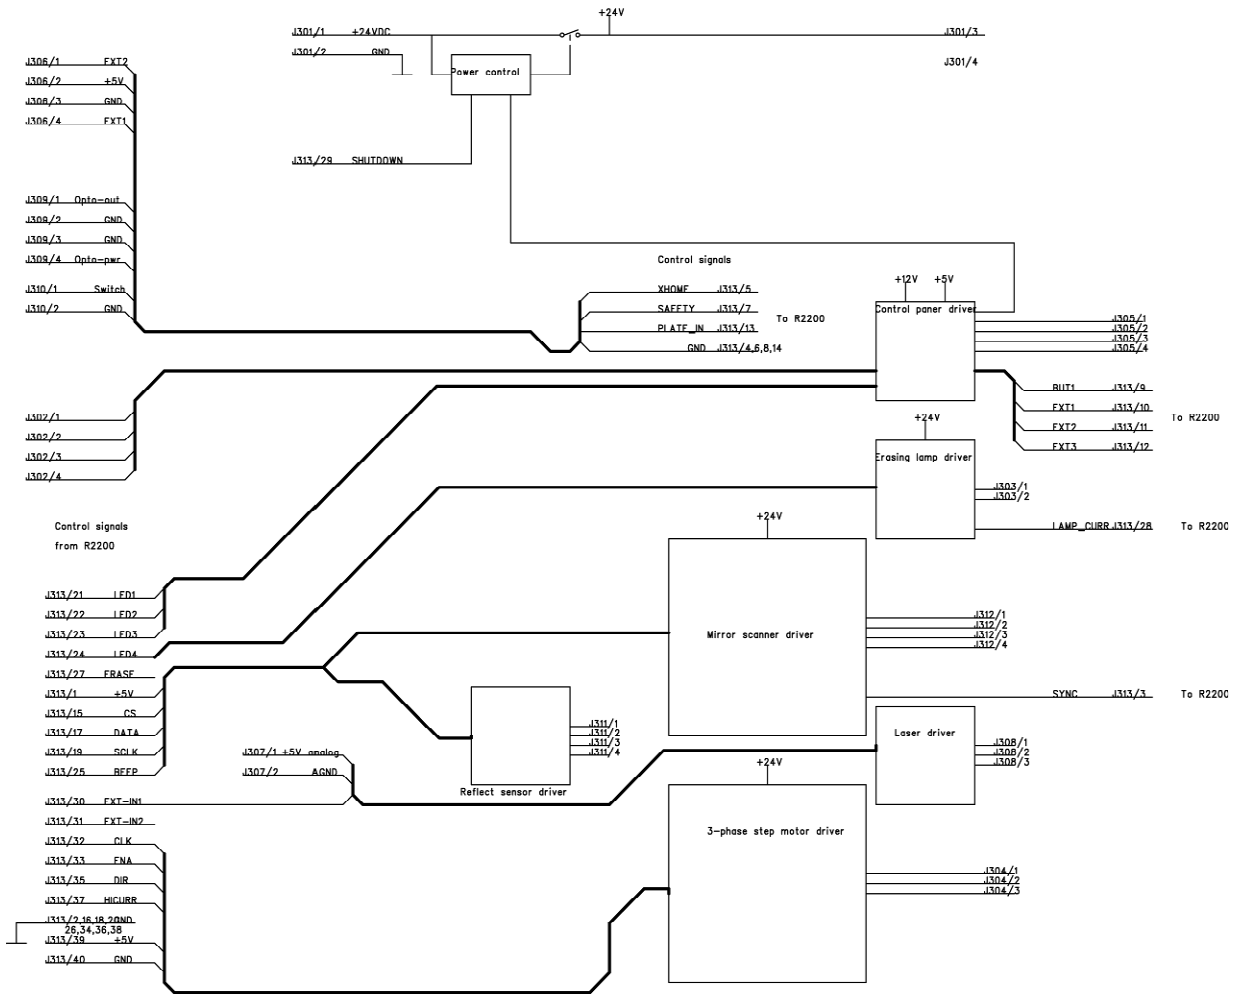 +24V
J301/1 +24VDC
J301/3
J301/2 GND
J301/4
Power control
J306/1 EXT2
J306/2 +5V
J306/3 GND
J306/4 EXT1
J313/29 SHUTDOWN
J309/1 Opto-out
J309/2 GND
J309/3 GND
J309/4 Opto-pwr
J310/1 Switch
J310/2 GND
Control signals
XHOME J313/5
SAFETY J313/7
PLATE_IN J313/13
GND J313/4,6,8,14
To R2200
+12V +5V
Control paner driver
J305/1
J305/2
J305/3
J305/4
BUT1 J313/9
EXT1 J313/10
EXT2 J313/11
EXT3 J313/12
To R2200
J302/1
J302/2
J302/3
J302/4
+24V
Erasing lamp driver
J303/1
J303/2
LAMP_CURR J313/28
To R2200
Control signals
from R2200
+24V
Mirror scanner driver
J312/1
J312/2
J312/3
J312/4
SYNC J313/3
To R2200
J313/21 LED1
J313/22 LED2
J313/23 LED3
J313/24 LED4
J313/27 ERASE
J313/1 +5V
J313/15 CS
J313/17 DATA
J313/19 SCLK
J313/25 BEEP
J311/1
J311/2
J311/3
J311/4
Reflect sensor driver
J307/1 +5V analog
J307/2 AGND
Laser driver
J308/1
J308/2
J308/3
J313/30 EXT-IN1
J313/31 EXT-IN2
J313/32 CLK
J313/33 ENA
J313/35 DIR
J313/37 HICURR
J313/2,16,18,20 GND
26,34,36,38
J313/39 +5V
J313/40 GND
+24V
3-phase step motor driver
J304/1
J304/2
J304/3